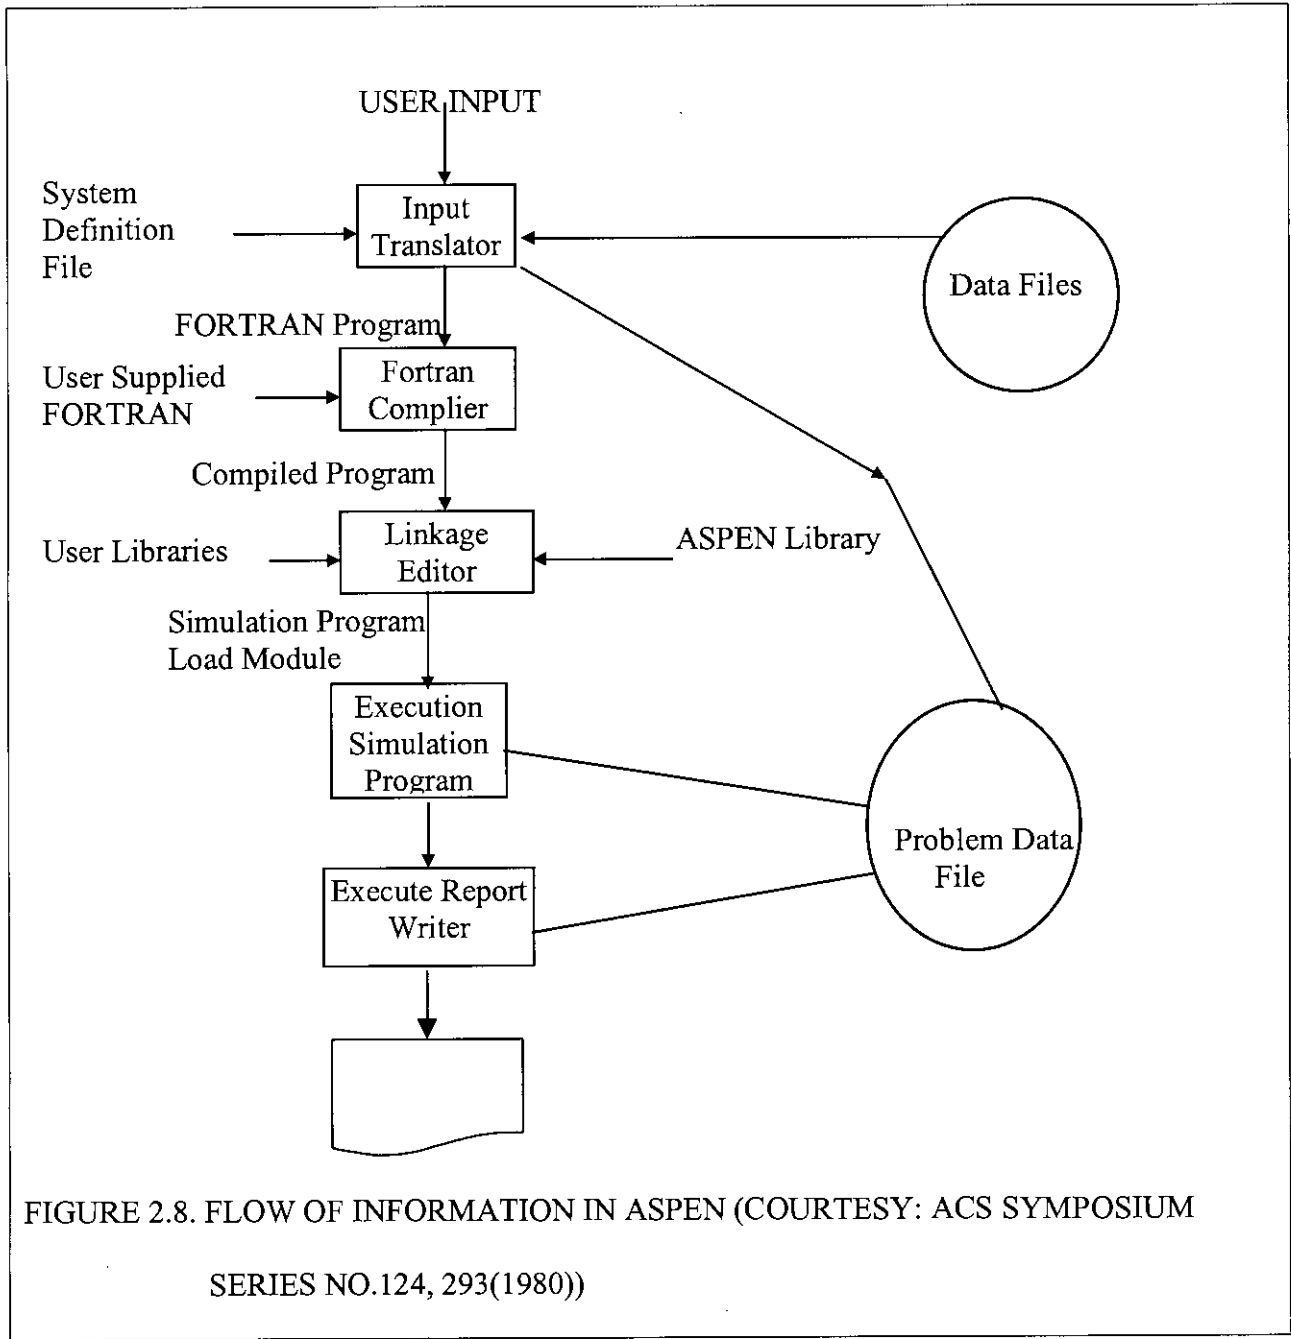 USER INPUT
System
Definition
File
Input
Translator
Data Files
FORTRAN Program
User Supplied
FORTRAN
Fortran
Complier
Compiled Program
User Libraries
Linkage
Editor
ASPEN Library
Simulation Program
Load Module
Execution
Simulation
Program
Problem Data
File
Execute Report
Writer
FIGURE 2.8. FLOW OF INFORMATION IN ASPEN (COURTESY: ACS SYMPOSIUM
SERIES NO.124, 293(1980))